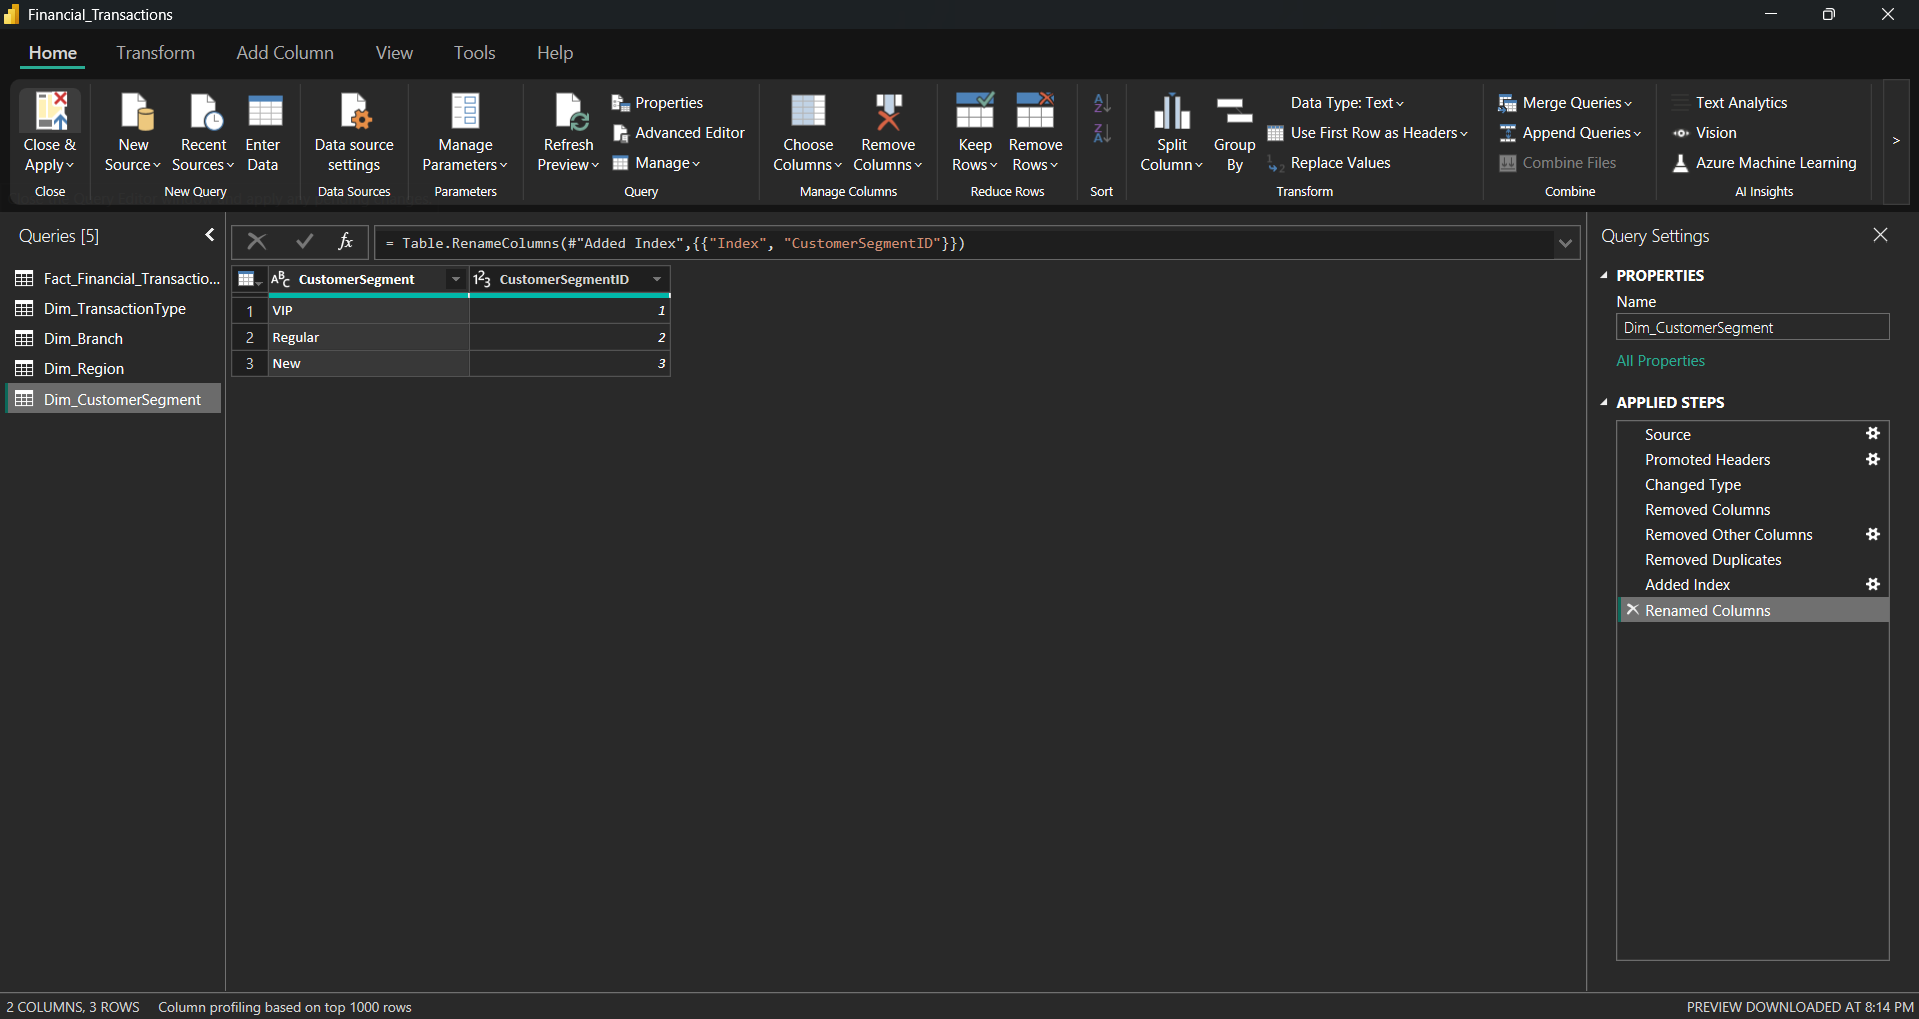 Financial_Transactions
Home Transform Add Column View Tools Help
Close & Apply
Close
New Source
Recent Sources
Enter Data
New Query
Data source settings
Data Sources
Manage Parameters
Parameters
Refresh Preview
Properties
Advanced Editor
Manage
Query
Choose Columns
Remove Columns
Manage Columns
Keep Rows
Remove Rows
Reduce Rows
Sort
Split Column
Group By
Data Type: Text
Use First Row as Headers
Replace Values
Transform
Merge Queries
Append Queries
Combine Files
Combine
Text Analytics
Vision
Azure Machine Learning
AI Insights
Queries [5]
Fact_Financial_Transactio...
Dim_TransactionType
Dim_Branch
Dim_Region
Dim_CustomerSegment
fx = Table.RenameColumns(#"Added Index",{{"Index", "CustomerSegmentID"}})
ABC CustomerSegment 123 CustomerSegmentID
1 VIP 1
2 Regular 2
3 New 3
Query Settings
PROPERTIES
Name
Dim_CustomerSegment
All Properties
APPLIED STEPS
Source
Promoted Headers
Changed Type
Removed Columns
Removed Other Columns
Removed Duplicates
Added Index
Renamed Columns
2 COLUMNS, 3 ROWS Column profiling based on top 1000 rows
PREVIEW DOWNLOADED AT 8:14 PM